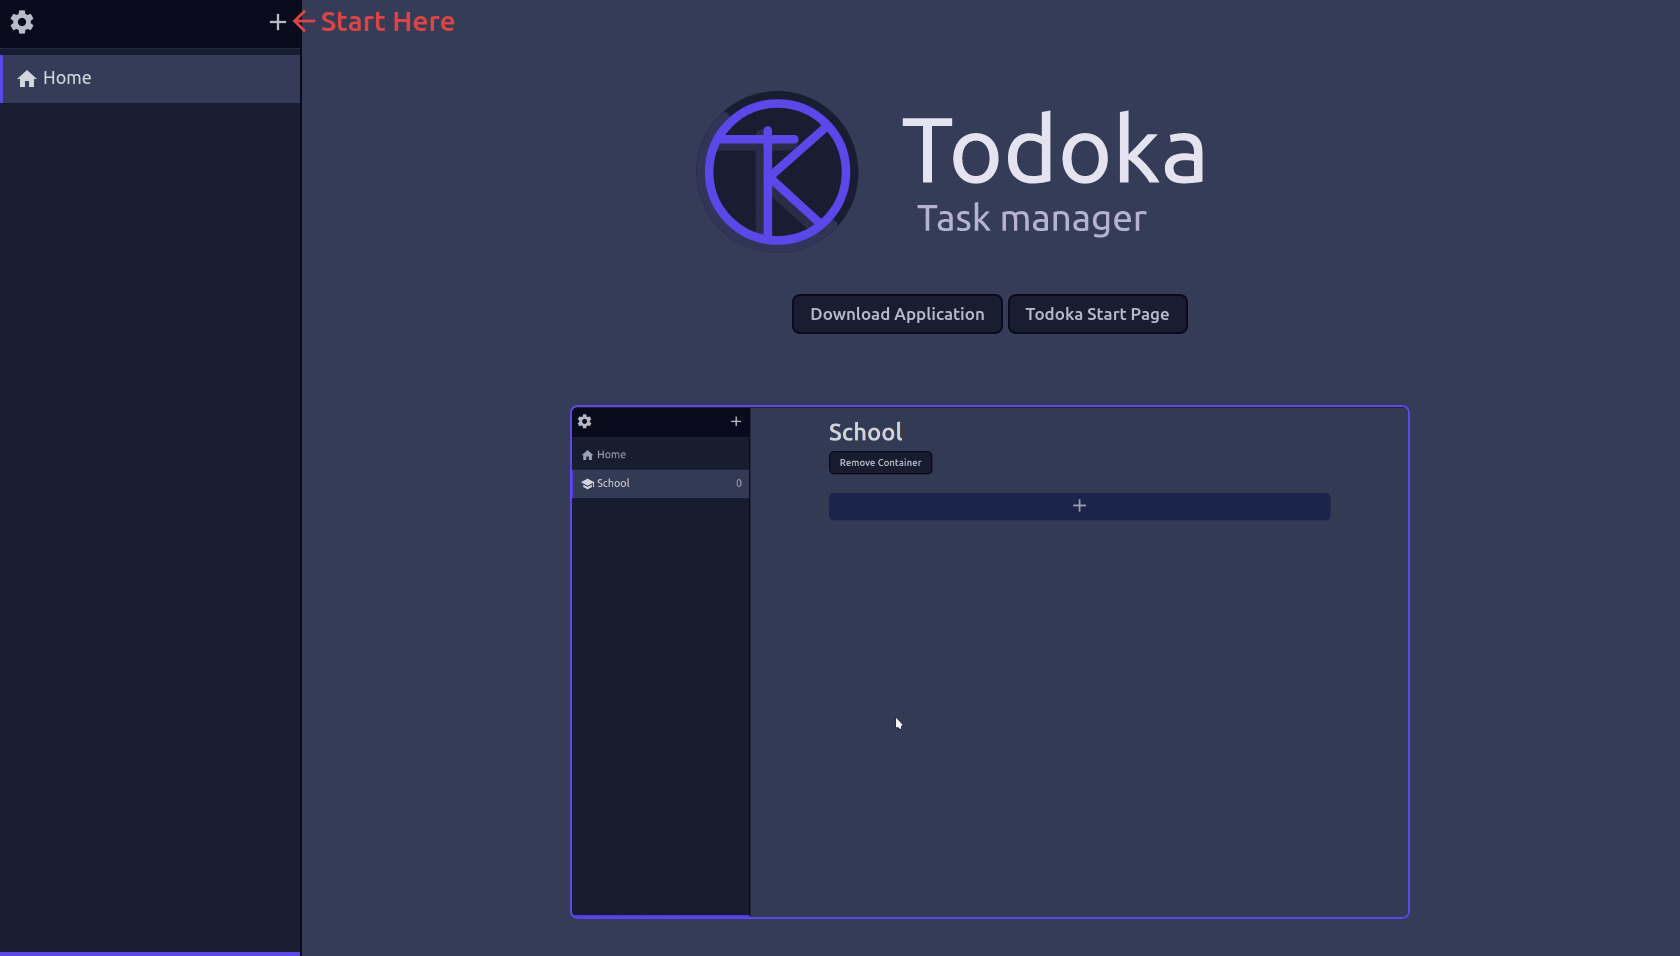 Start Here
Home
Todoka
Task manager
Download Application
Todoka Start Page
School
Remove Container
Home
School 0